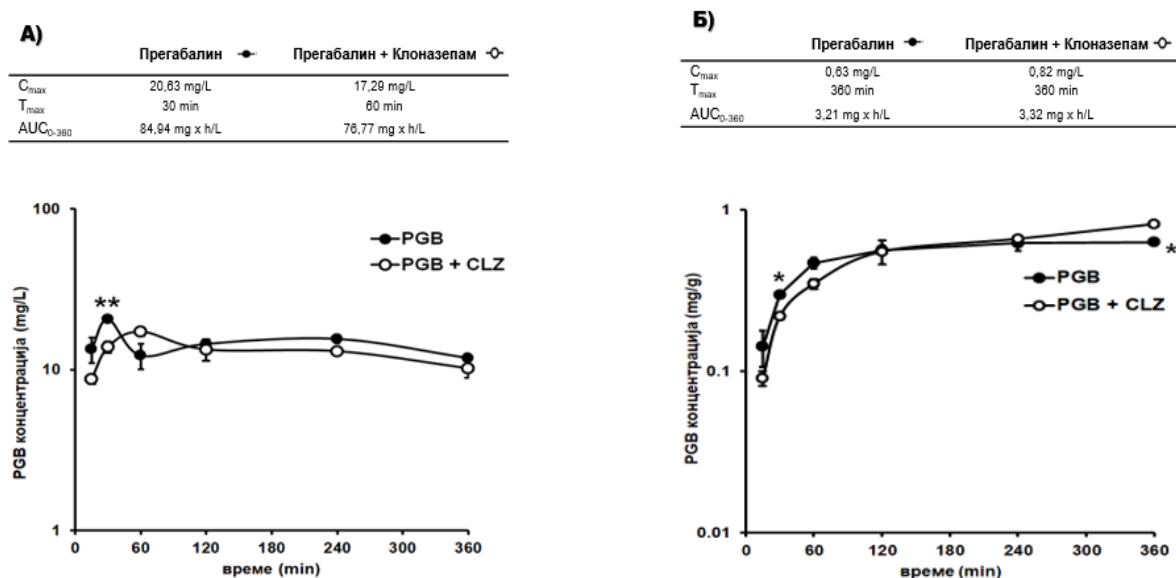 А)
Прегабалин Прегабалин + Клоназепам
Cmax 20,63 mg/L 17,29 mg/L
Tmax 30 min 60 min
AUC0-360 84,94 mg x h/L 76,77 mg x h/L
100
10
1
PGB концентрација (mg/L)
**
PGB
PGB + CLZ
0 60 120 180 240 300 360
време (min)
Б)
Прегабалин Прегабалин + Клоназепам
Cmax 0,63 mg/L 0,82 mg/L
Tmax 360 min 360 min
AUC0-360 3,21 mg x h/L 3,32 mg x h/L
1
0.1
0.01
PGB концентрација (mg/g)
*
*
PGB
PGB + CLZ
0 60 120 180 240 300 360
време (min)